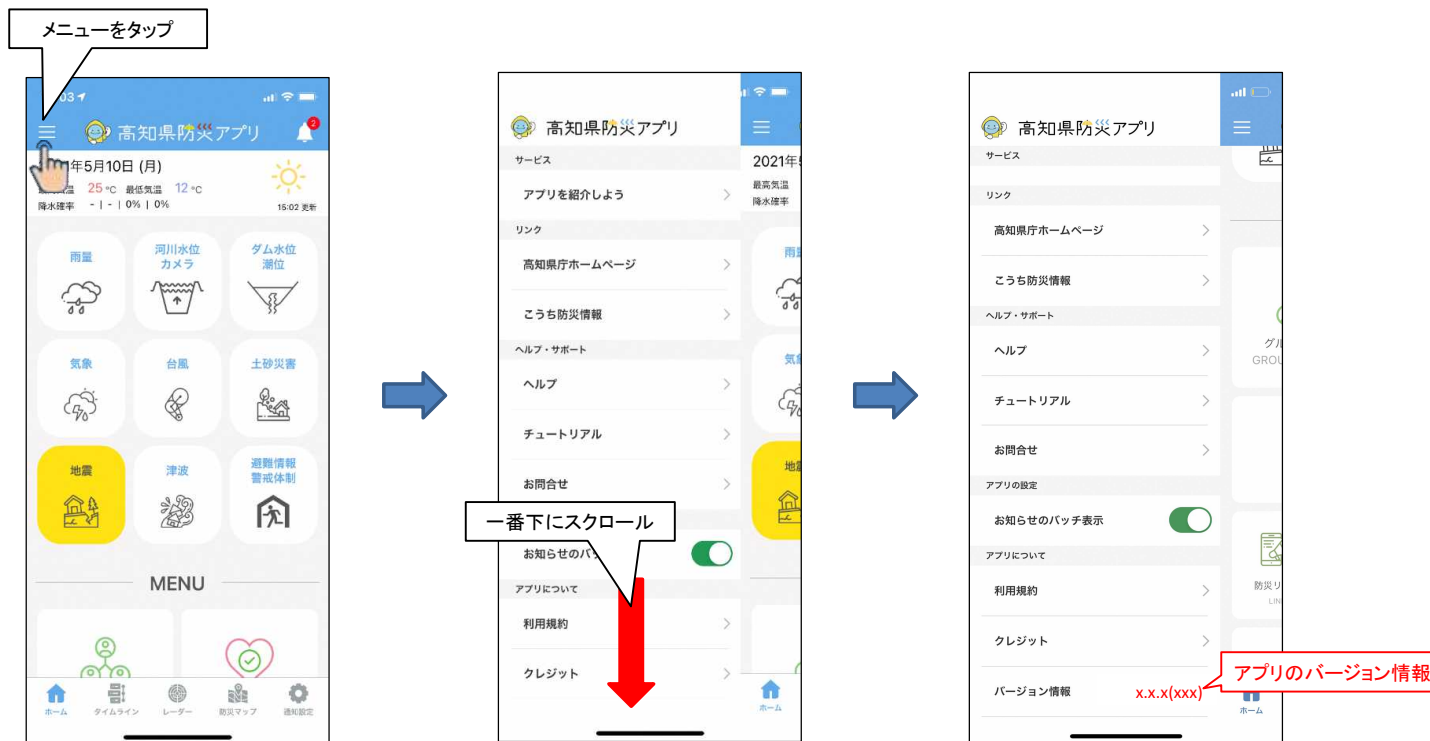 メニューをタップ
03
高知県防災アプリ
2
年5月10日 (月)
気温 25 °C 最低気温 12 °C
降水確率 - | - | 0% | 0%
15:02 更新
雨量
河川水位
カメラ
ダム水位
潮位
気象
台風
土砂災害
地震
津波
避難情報
警戒体制
MENU
ホーム
タイムライン
レーダー
防災マップ
通知設定
高知県防災アプリ
サービス
アプリを紹介しよう
リンク
高知県庁ホームページ
こうち防災情報
ヘルプ・サポート
ヘルプ
チュートリアル
お問合せ
一番下にスクロール
お知らせのバッ
アプリについて
利用規約
クレジット
2021年5
最高気温
降水確率
雨
気
地
ホーム
高知県防災アプリ
サービス
リンク
高知県庁ホームページ
こうち防災情報
ヘルプ・サポート
ヘルプ
チュートリアル
お問合せ
アプリの設定
お知らせのバッチ表示
アプリについて
利用規約
クレジット
バージョン情報 x.x.x(xxx)
アプリのバージョン情報
グル
GROU
防災リ
LIN
ホーム